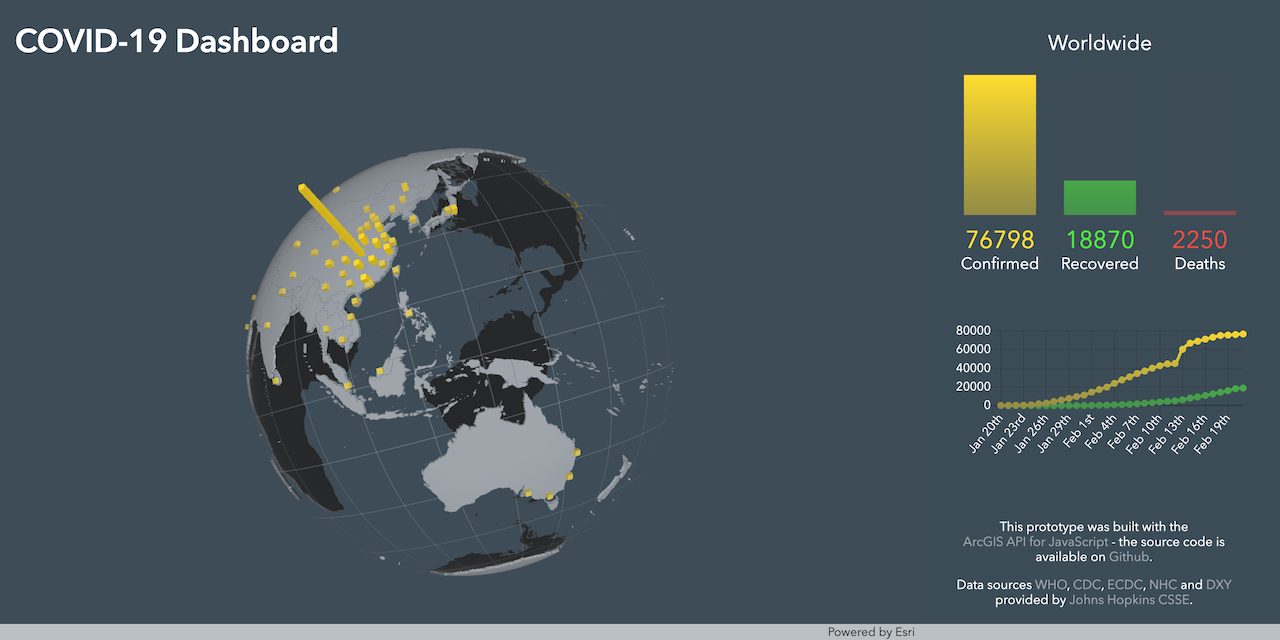 COVID-19 Dashboard
Worldwide
76798
Confirmed
18870
Recovered
2250
Deaths
80000
60000
40000
20000
0
Jan 20th
Jan 23rd
Jan 26th
Jan 29th
Feb 1st
Feb 4th
Feb 7th
Feb 10th
Feb 13th
Feb 16th
Feb 19th
This prototype was built with the
ArcGIS API for JavaScript - the source code is
available on Github.
Data sources WHO, CDC, ECDC, NHC and DXY
provided by Johns Hopkins CSSE.
Powered by Esri